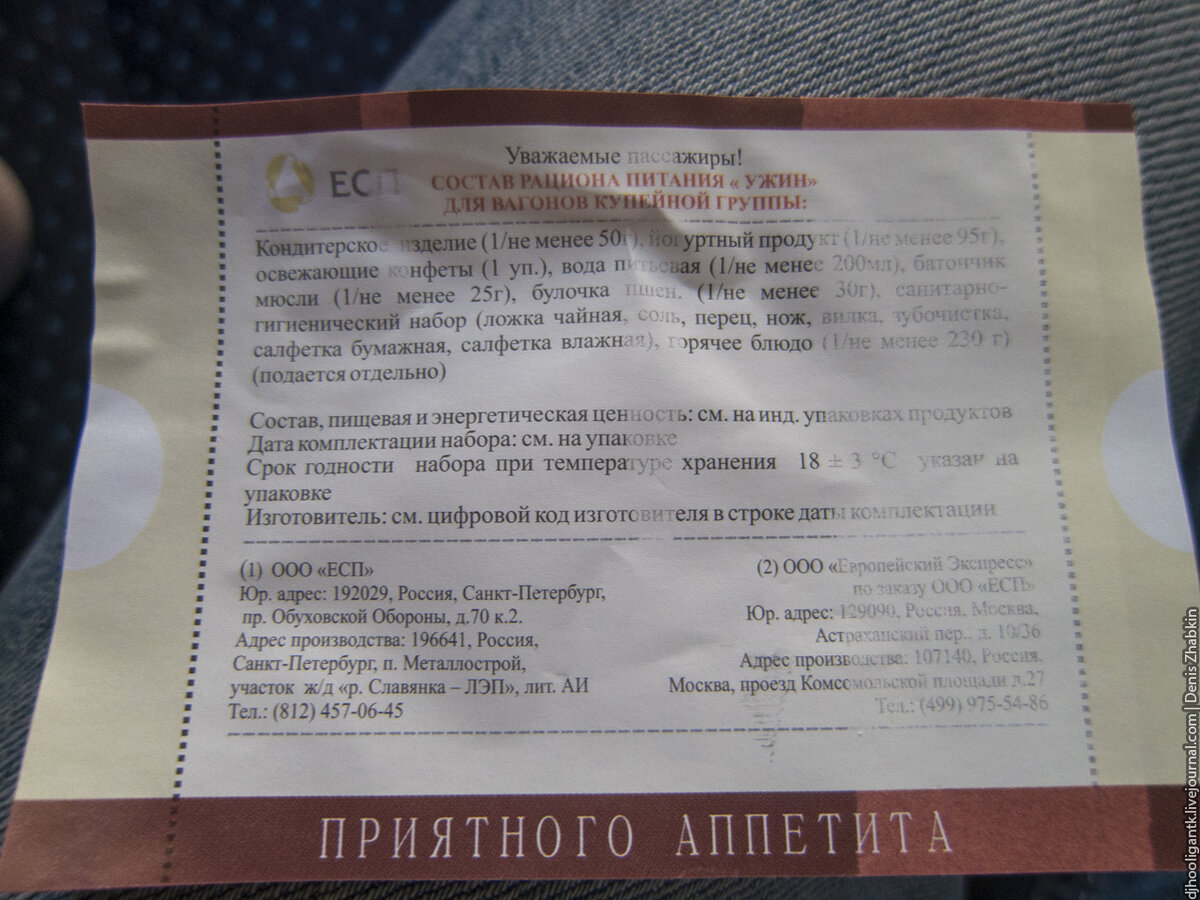 Уважаемые пассажиры!
ЕСП
СОСТАВ РАЦИОНА ПИТАНИЯ « УЖИН»
ДЛЯ ВАГОНОВ КУПЕЙНОЙ ГРУППЫ:
Кондитерское изделие (1/не менее 50г), йогуртный продукт (1/не менее 95г),
освежающие конфеты (1 уп.), вода питьевая (1/не менее 200мл), батончик
мюсли (1/не менее 25г), булочка пшен. (1/не менее 30г). санитарно-
гигиенический набор (ложка чайная, соль, перец, нож, вилка, зубочистка,
салфетка бумажная, салфетка влажная), горячее блюдо (1/не менее 230 г)
(подается отдельно)
Состав, пищевая и энергетическая ценность: см. на инд. упаковках продуктов
Дата комплектации набора: см. на упаковке
Срок годности набора при температуре хранения 18 ± 3 °С указан на
упаковке
Изготовитель: см. цифровой код изготовителя в строке даты комплектации
(1) ООО «ЕСП»
Юр. адрес: 192029, Россия, Санкт-Петербург,
пр. Обуховской Обороны, д.70 к.2.
Адрес производства: 196641, Россия,
Санкт-Петербург, п. Металлострой,
участок ж/д «р. Славянка – ЛЭП», лит. АИ
Тел.: (812) 457-06-45
(2) ООО «Европейский Экспресс»
по заказу ООО «ЕСП»
Юр. адрес: 129090, Россия, Москва,
Астраханский пер., д. 10/36
Адрес производства: 107140, Россия,
Москва, проезд Комсомольской площади д.27
Тел.: (499) 975-54-86
ПРИЯТНОГО АППЕТИТА
djhooligantk.livejournal.com | Denis Zhabkin